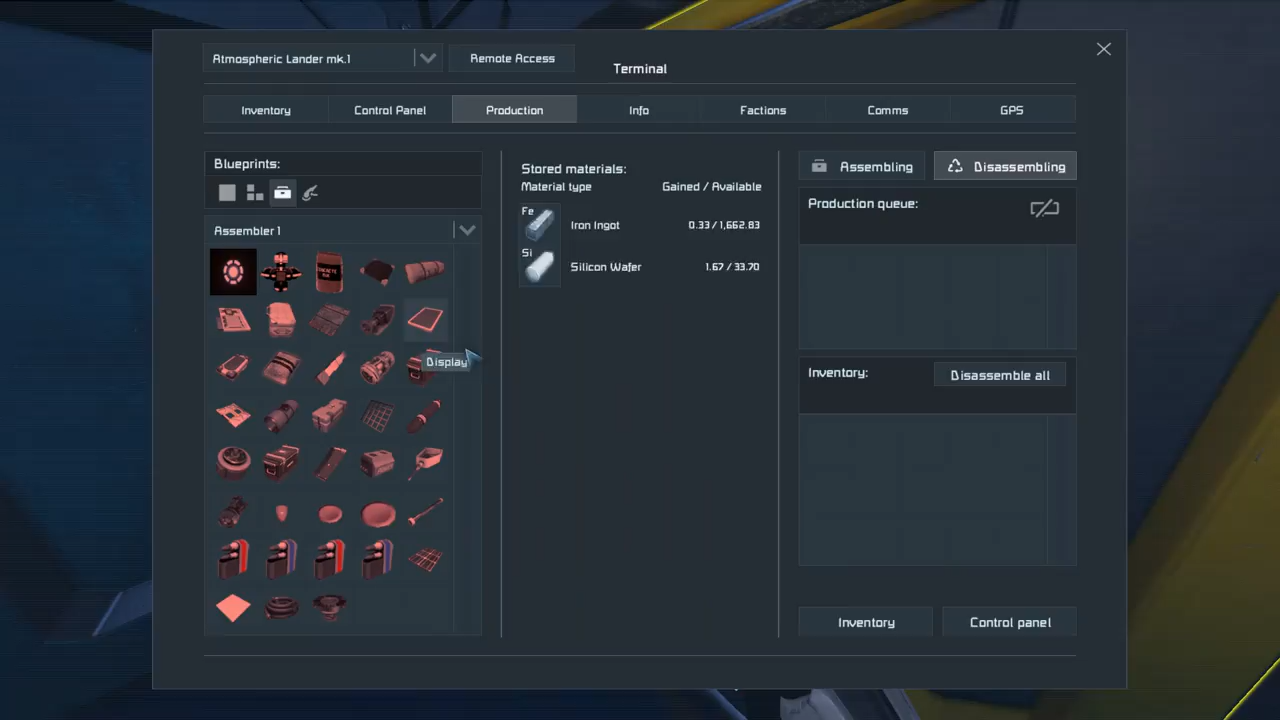 Atmospheric Lander mk.1
Remote Access
Terminal
Inventory
Control Panel
Production
Info
Factions
Comms
GPS
Blueprints:
Assembler 1
Display
Stored materials:
Material type
Gained / Available
Fe
Iron Ingot
0.33 / 1,662.83
Si
Silicon Wafer
1.67 / 33.70
Assembling
Disassembling
Production queue:
Inventory:
Disassemble all
Inventory
Control panel